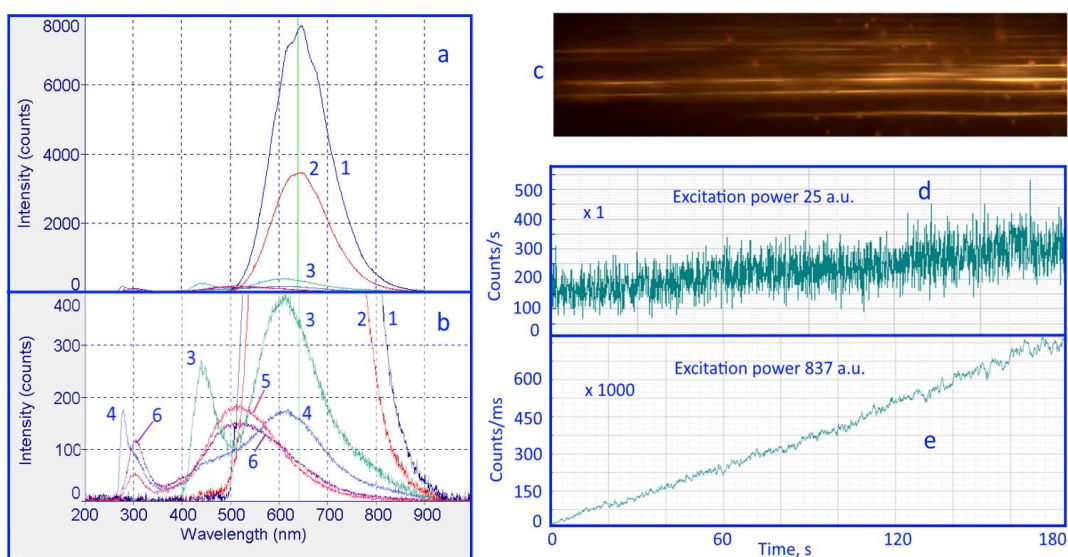 a
8000
6000
4000
2000
0
Intensity (counts)
1
2
3
b
400
300
200
100
0
Intensity (counts)
3
4
6
2
1
3
5
4
6
200 300 400 500 600 700 800 900
Wavelength (nm)
c
d
Excitation power 25 a.u.
x 1
500
400
300
200
100
0
Counts/s
Excitation power 837 a.u.
x 1000
e
600
450
300
150
0
Counts/ms
0 60 120 180
Time, s